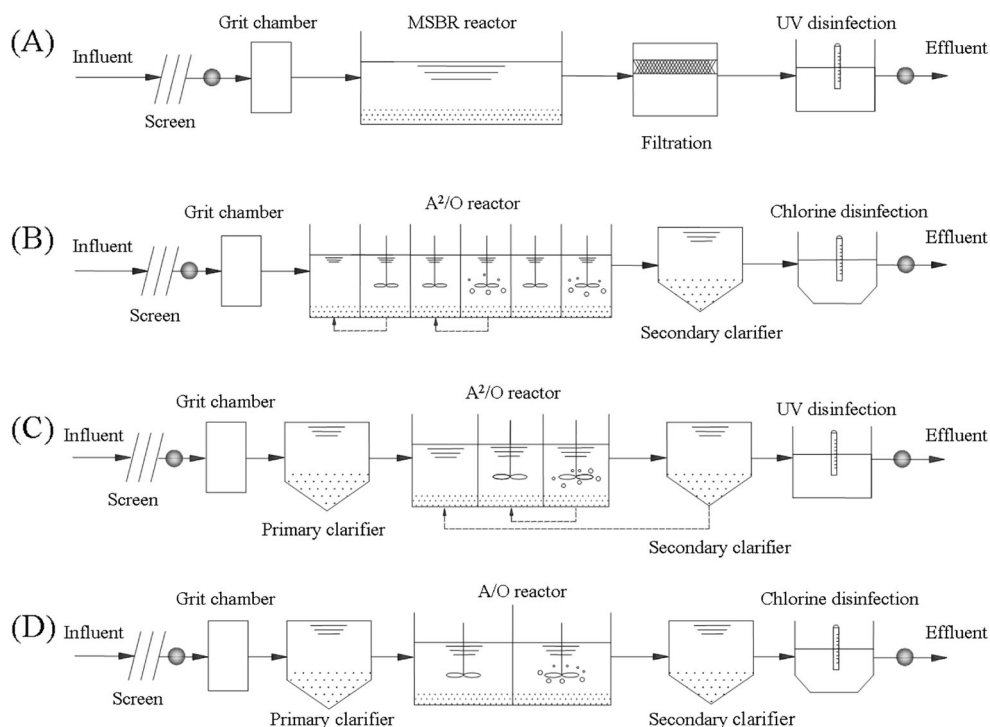 (A)
Influent
Screen
Grit chamber
MSBR reactor
Filtration
UV disinfection
Effluent
(B)
Influent
Screen
Grit chamber
A²/O reactor
Secondary clarifier
Chlorine disinfection
Effluent
(C)
Influent
Screen
Grit chamber
Primary clarifier
A²/O reactor
Secondary clarifier
UV disinfection
Effluent
(D)
Influent
Screen
Grit chamber
Primary clarifier
A/O reactor
Secondary clarifier
Chlorine disinfection
Effluent